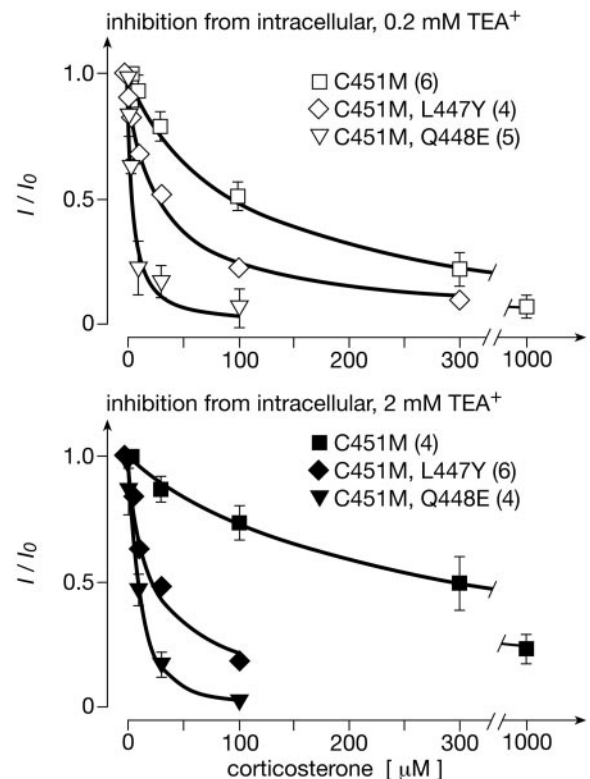 inhibition from intracellular, 0.2 mM TEA+
1.0
0.5
0
I / I0
C451M (6)
C451M, L447Y (4)
C451M, Q448E (5)
0
100
200
300
1000
inhibition from intracellular, 2 mM TEA+
1.0
0.5
0
I / I0
C451M (4)
C451M, L447Y (6)
C451M, Q448E (4)
0
100
200
300
1000
corticosterone [ μM ]